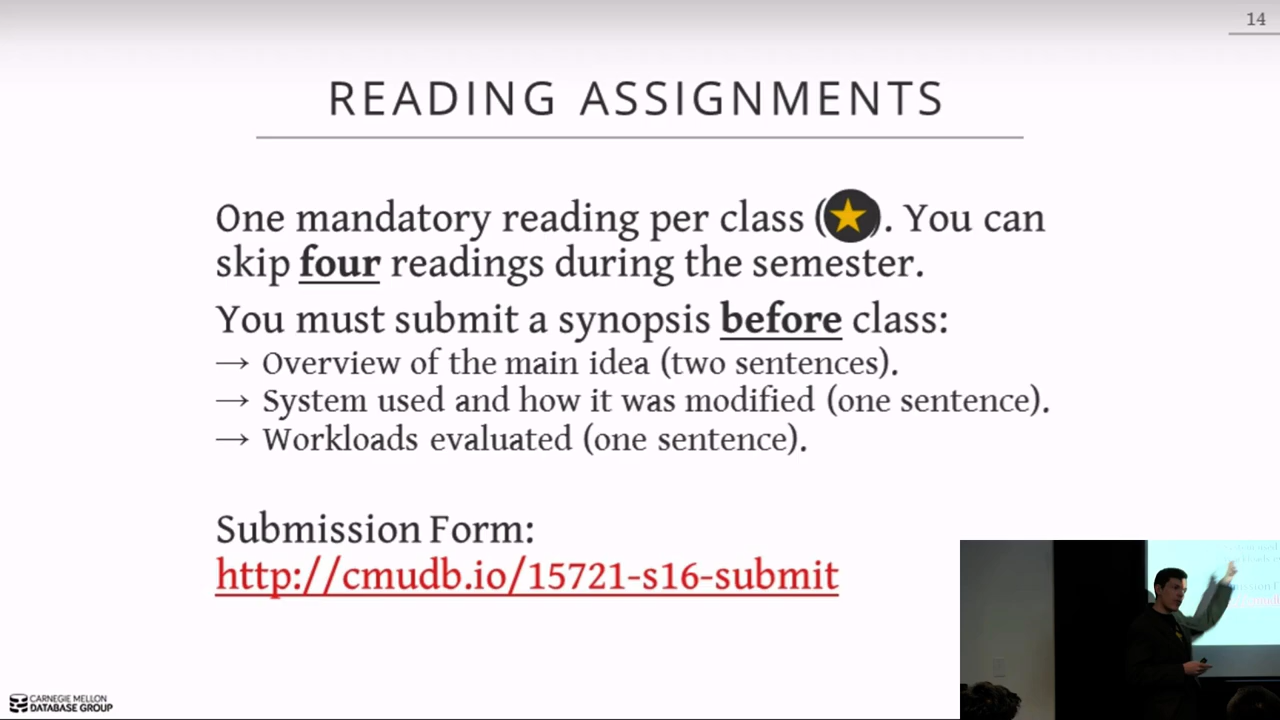 14
READING ASSIGNMENTS
One mandatory reading per class (★). You can
skip four readings during the semester.
You must submit a synopsis before class:
→ Overview of the main idea (two sentences).
→ System used and how it was modified (one sentence).
→ Workloads evaluated (one sentence).
Submission Form:
http://cmudb.io/15721-s16-submit
CARNEGIE MELLON
DATABASE GROUP